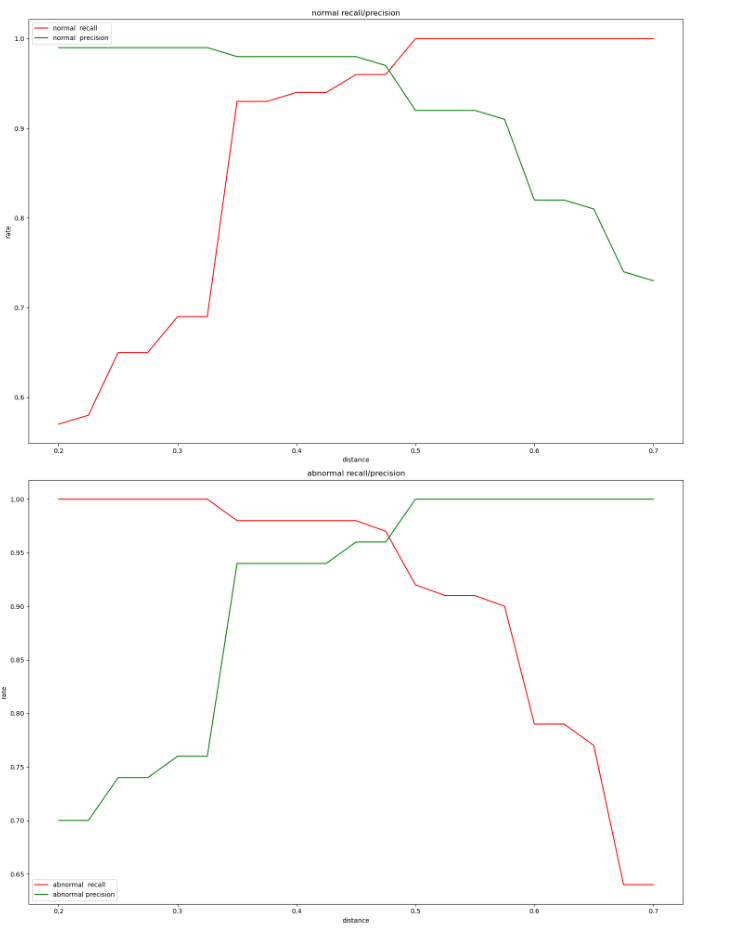 normal recall/precision
normal recall
normal precision
1.0
0.9
0.8
0.7
0.6
rate
0.2 0.3 0.4 0.5 0.6 0.7
distance
abnormal recall/precision
1.00
0.95
0.90
0.85
0.80
0.75
0.70
0.65
rate
abnormal recall
abnormal precision
0.2 0.3 0.4 0.5 0.6 0.7
distance